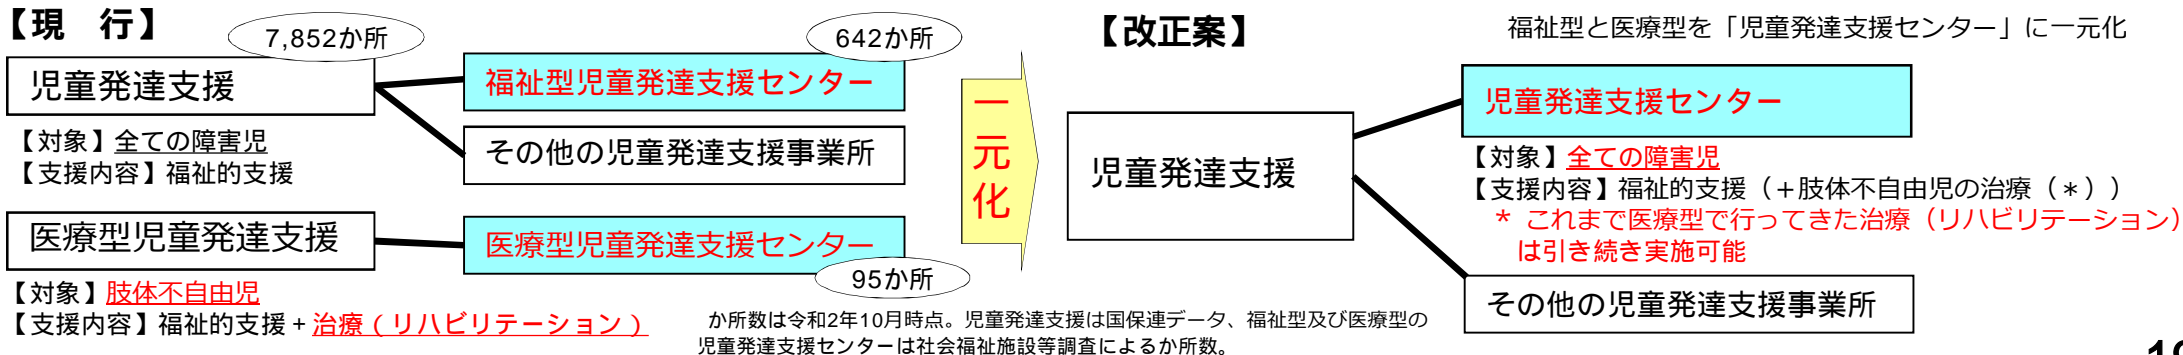 【現　行】
7,852か所
642か所
児童発達支援
福祉型児童発達支援センター
【対象】全ての障害児
【支援内容】福祉的支援
その他の児童発達支援事業所
医療型児童発達支援
医療型児童発達支援センター
95か所
【対象】肢体不自由児
【支援内容】福祉的支援+治療(リハビリテーション)
か所数は令和2年10月時点。児童発達支援は国保連データ、福祉型及び医療型の
児童発達支援センターは社会福祉施設等調査によるか所数。
一元化
【改正案】
福祉型と医療型を「児童発達支援センター」に一元化
児童発達支援
児童発達支援センター
【対象】全ての障害児
【支援内容】福祉的支援(+肢体不自由児の治療(*))
* これまで医療型で行ってきた治療(リハビリテーション)
は引き続き実施可能
その他の児童発達支援事業所